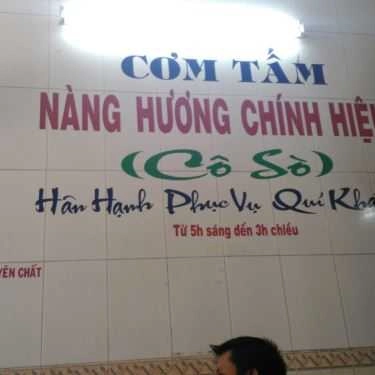 CƠM TẤM
NÀNG HƯƠNG CHÍNH HIỆU
(Cô Sò)
Hân Hạnh Phục Vụ Quí Khá
Từ 5h sáng đến 3h chiều
YÊN CHẤT